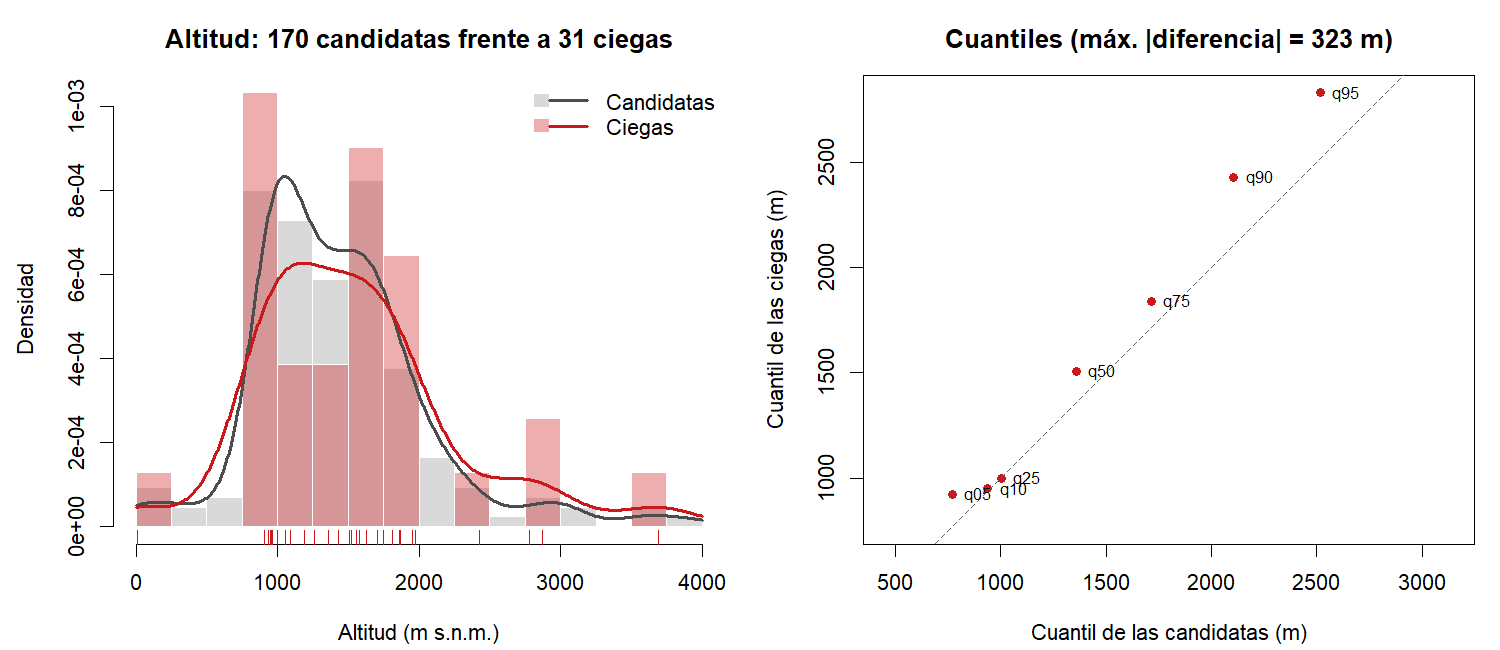 Altitud: 170 candidatas frente a 31 ciegas
Candidatas
Ciegas
Densidad
0e+00
2e-04
4e-04
6e-04
8e-04
1e-03
0
1000
2000
3000
4000
Altitud (m s.n.m.)
Cuantiles (máx. |diferencia| = 323 m)
Cuantil de las ciegas (m)
1000
1500
2000
2500
q95
q90
q75
q50
q25
q10
q05
500
1000
1500
2000
2500
3000
Cuantil de las candidatas (m)